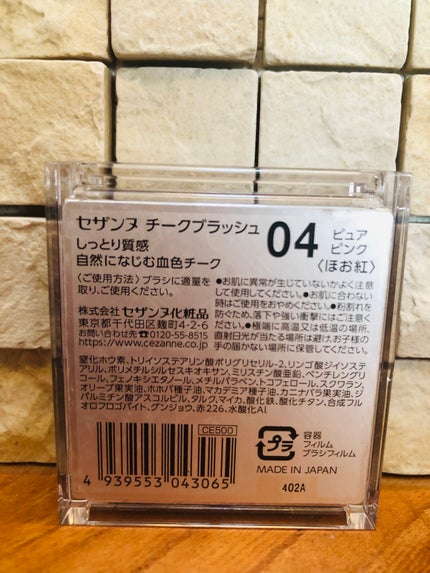 セザンヌ チークブラッシュ
しっとり質感
自然になじむ血色チーク
04 ピュア
ピンク
〈ほお紅〉
〈ご使用方法〉ブラシに適量を
取り、ご使用ください。
●お肌に異常が生じていないかよく注意
して使用してください。●お肌に合わない
時はご使用をおやめください。●粉割れを
防ぐため、落下や強い衝撃にはご注意く
ださい。●極端に高温又は低温の場所、
直射日光が当たる場所は避け、お子様
の手の届かない場所に保管してください。
株式会社 セザンヌ化粧品
東京都千代田区麹町4-2-6
お問い合わせ先 0120-55-8515
https://www.cezanne.co.jp
窒化ホウ素、トリイソステアリン酸ポリグリセリル-2、リンゴ酸ジイソステ
アリル、ポリメチルシルセスキオキサン、ミリスチン酸亜鉛、ペンチレングリ
コール、フェノキシエタノール、メチルパラベン、トコフェロール、スクワラン、
オリーブ果実油、ホホバ種子油、マカデミア種子油、カニナバラ果実油、ジ
パルミチン酸アスコルビル、タルク、マイカ、酸化鉄、酸化チタン、合成フル
オロフロゴパイト、グンジョウ、赤226、水酸化Al
CE500
4 939553 043065
プラ
容器
フィルム
ブラシフィルム
MADE IN JAPAN
402A